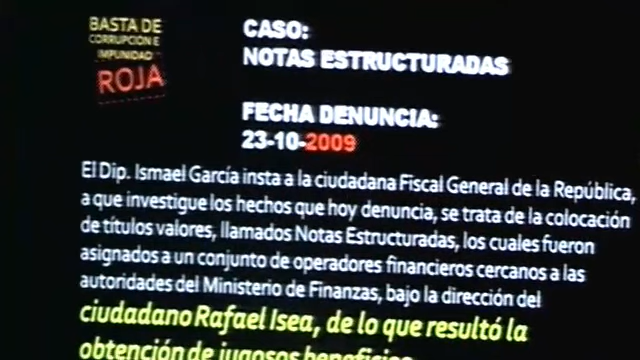 BASTA DE
CORRUPCION E
IMPUNIDAD
ROJA
CASO:
NOTAS ESTRUCTURADAS
FECHA DENUNCIA:
23-10-2009
El Dip. Ismael García insta a la ciudadana Fiscal General de la República,
a que investigue los hechos que hoy denuncia, se trata de la colocación
de títulos valores, llamados Notas Estructuradas, los cuales fueron
asignados a un conjunto de operadores financieros cercanos a las
autoridades del Ministerio de Finanzas, bajo la dirección del
ciudadano Rafael Isea, de lo que resultó la
obtención de jugosos beneficios